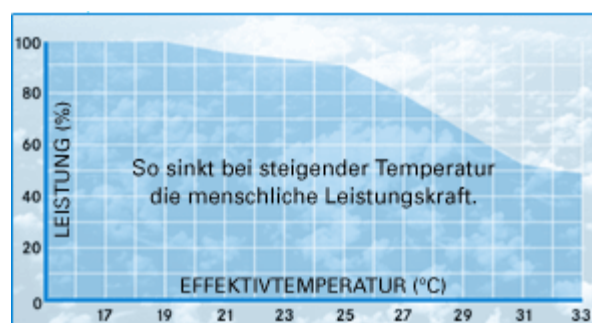 100
80
60
40
20
0
LEISTUNG (%)
So sinkt bei steigender Temperatur
die menschliche Leistungskraft.
EFFEKTIVTEMPERATUR (°C)
17 19 21 23 25 27 29 31 33